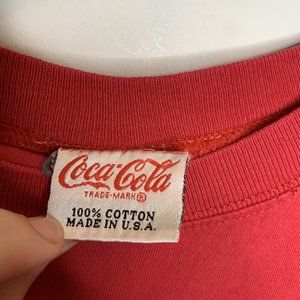 Coca-Cola
TRADE-MARK®
100% COTTON
MADE IN U.S.A.